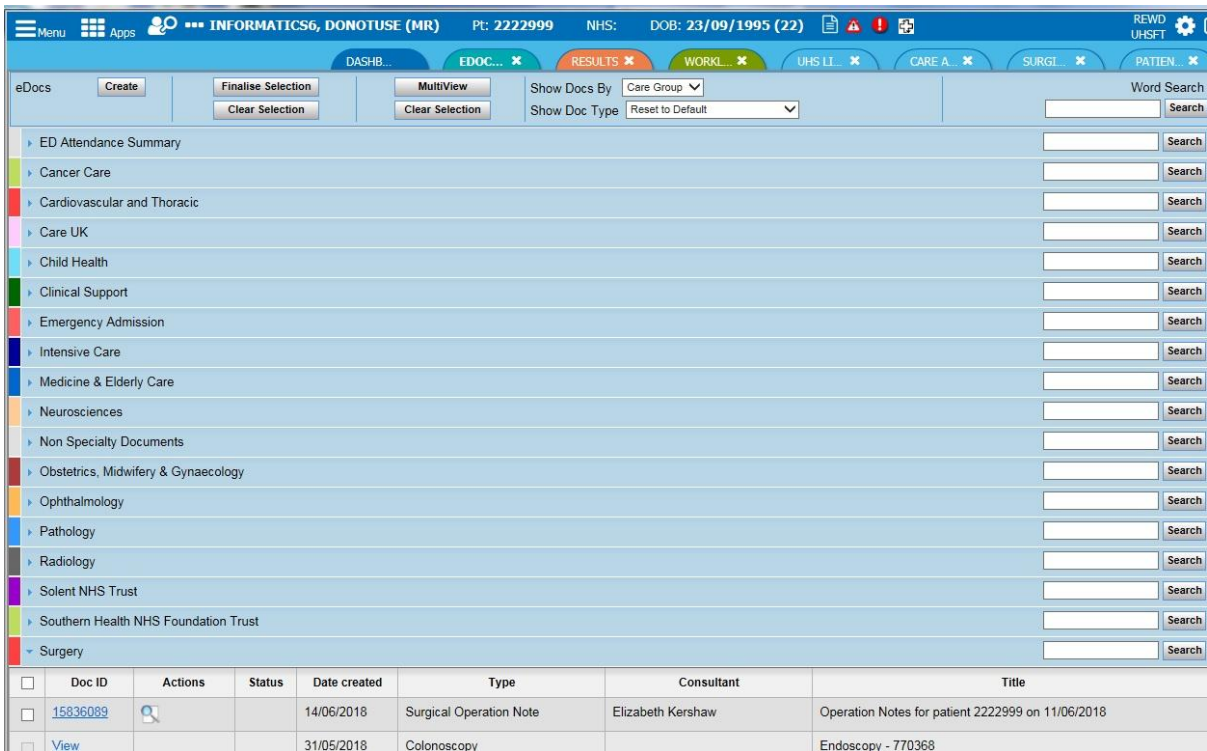 Menu Apps ••• INFORMATICS6, DONOTUSE (MR) Pt: 2222999 NHS: DOB: 23/09/1995 (22) REWD
UHSFT
DASHB... EDOC... RESULTS WORKL... UHS LI... CARE A... SURGI... PATIEN...
eDocs Create Finalise Selection MultiView Show Docs By Care Group Word Search
Clear Selection Clear Selection Show Doc Type Reset to Default Search
ED Attendance Summary Search
Cancer Care Search
Cardiovascular and Thoracic Search
Care UK Search
Child Health Search
Clinical Support Search
Emergency Admission Search
Intensive Care Search
Medicine & Elderly Care Search
Neurosciences Search
Non Specialty Documents Search
Obstetrics, Midwifery & Gynaecology Search
Ophthalmology Search
Pathology Search
Radiology Search
Solent NHS Trust Search
Southern Health NHS Foundation Trust Search
Surgery Search
Doc ID Actions Status Date created Type Consultant Title
15836089 14/06/2018 Surgical Operation Note Elizabeth Kershaw Operation Notes for patient 2222999 on 11/06/2018
View 31/05/2018 Colonoscopy Endoscopy - 770368